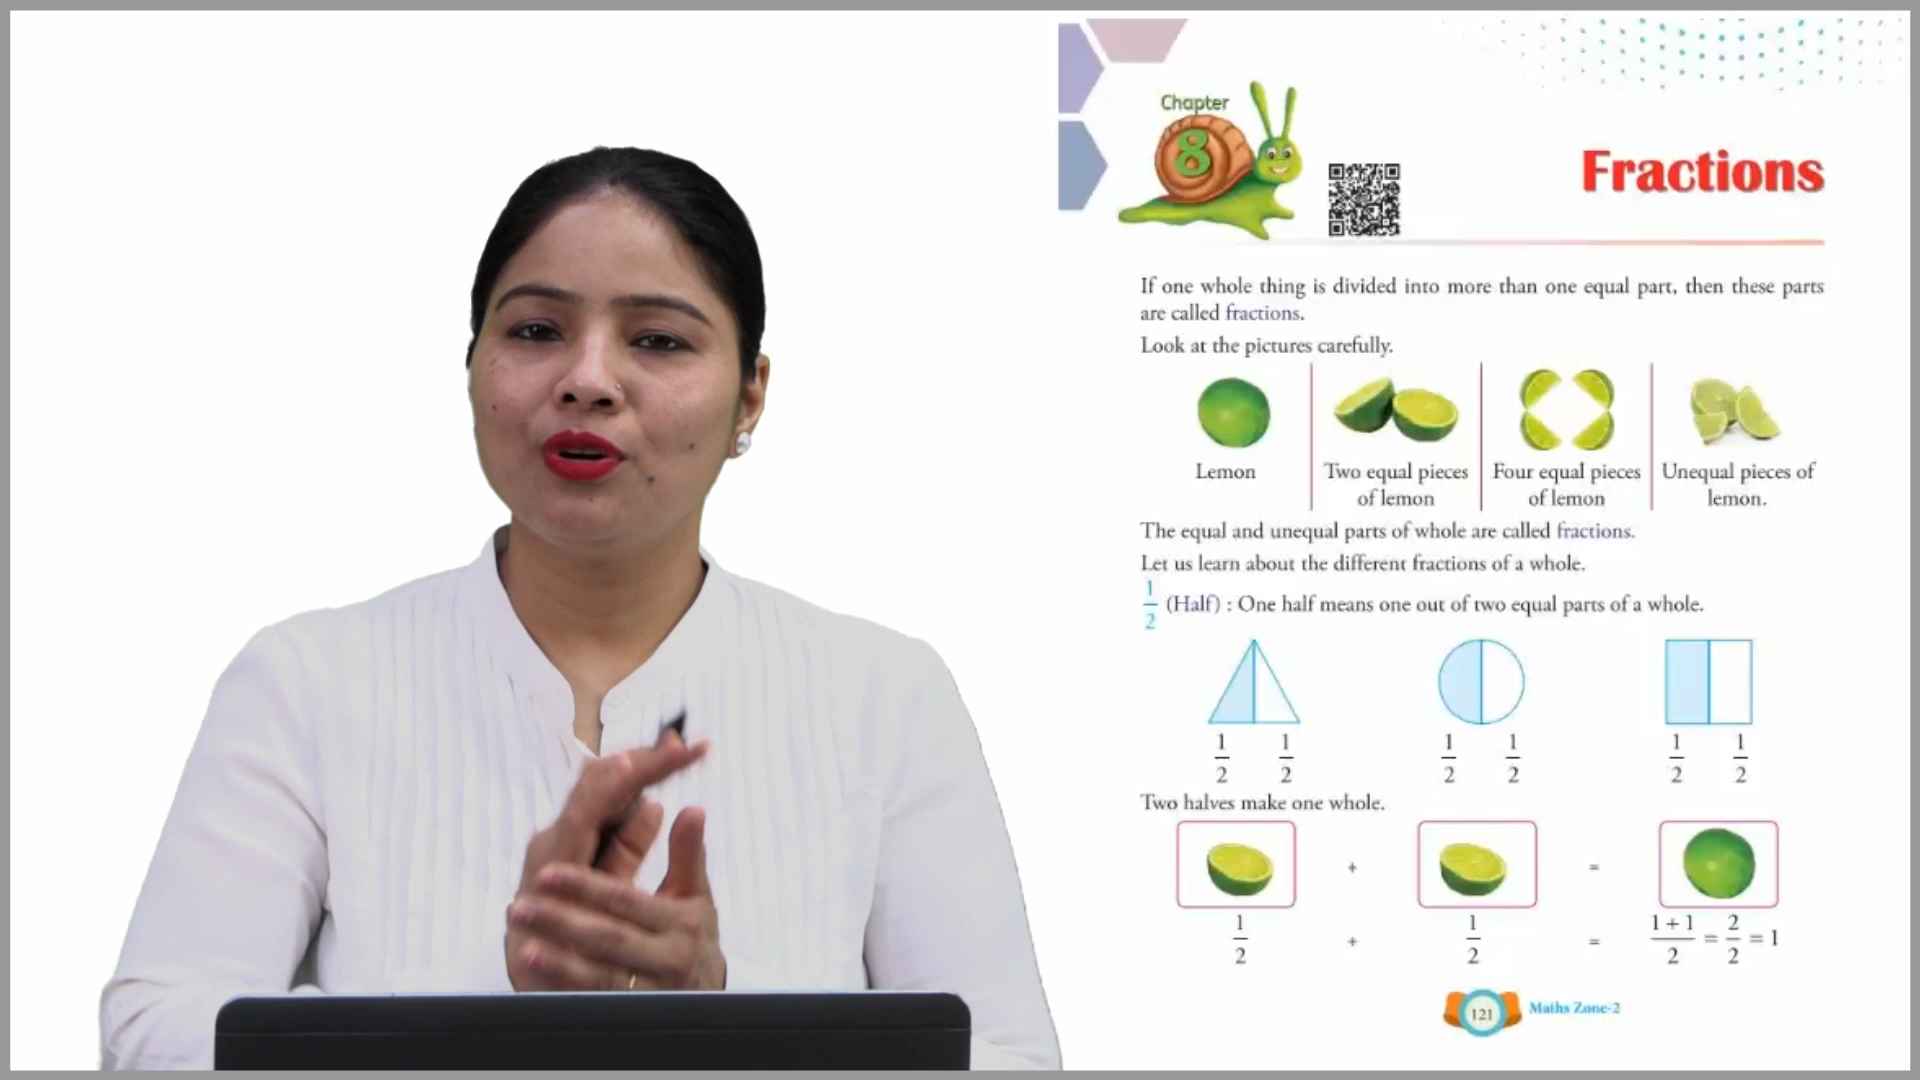 Chapter
8
Fractions
If one whole thing is divided into more than one equal part, then these parts
are called fractions.
Look at the pictures carefully.
Lemon
Two equal pieces
of lemon
Four equal pieces
of lemon
Unequal pieces of
lemon.
The equal and unequal parts of whole are called fractions.
Let us learn about the different fractions of a whole.
1/2 (Half) : One half means one out of two equal parts of a whole.
1/2 1/2 1/2 1/2 1/2 1/2
Two halves make one whole.
+ =
1/2 + 1/2 = (1 + 1)/2 = 2/2 = 1
121 Maths Zone-2